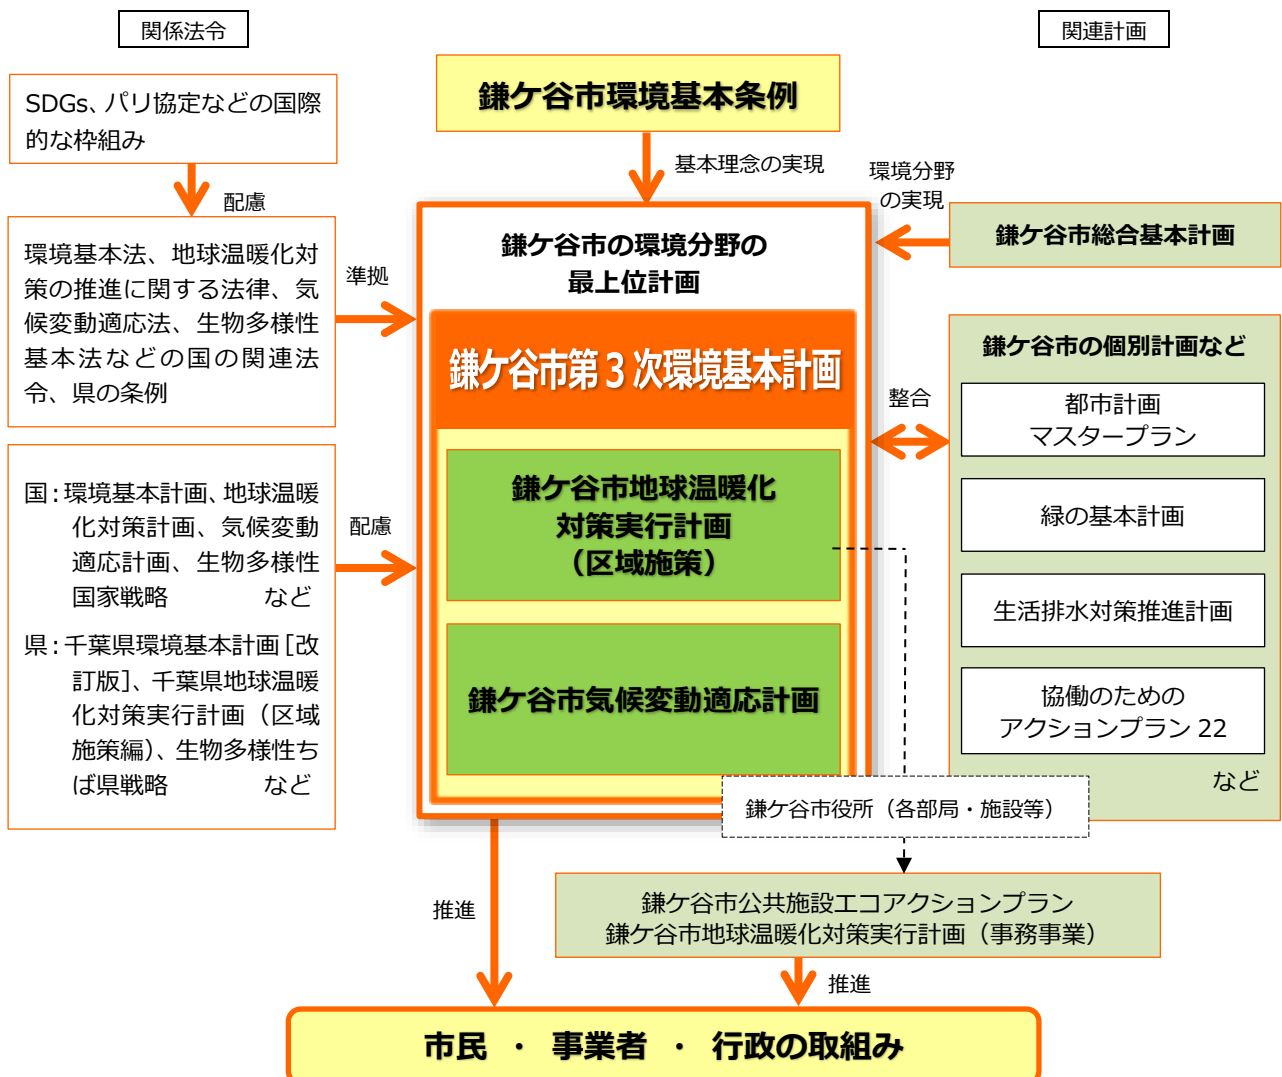 関係法令
関連計画
SDGs、パリ協定などの国際
的な枠組み
配慮
環境基本法、地球温暖化対
策の推進に関する法律、気
候変動適応法、生物多様性
基本法などの国の関連法
令、県の条例
準拠
国：環境基本計画、地球温暖
化対策計画、気候変動
適応計画、生物多様性
国家戦略　など
県：千葉県環境基本計画［改
訂版］、千葉県地球温暖
化対策実行計画（区域
施策編）、生物多様性ち
ば県戦略　など
配慮
鎌ケ谷市環境基本条例
基本理念の実現
鎌ケ谷市の環境分野の
最上位計画
鎌ケ谷市第３次環境基本計画
鎌ケ谷市地球温暖化
対策実行計画
（区域施策）
鎌ケ谷市気候変動適応計画
環境分野
の実現
鎌ケ谷市総合基本計画
整合
鎌ケ谷市の個別計画など
都市計画
マスタープラン
緑の基本計画
生活排水対策推進計画
協働のための
アクションプラン 22
など
鎌ケ谷市役所（各部局・施設等）
鎌ケ谷市公共施設エコアクションプラン
鎌ケ谷市地球温暖化対策実行計画（事務事業）
推進
推進
市民　・　事業者　・　行政の取組み